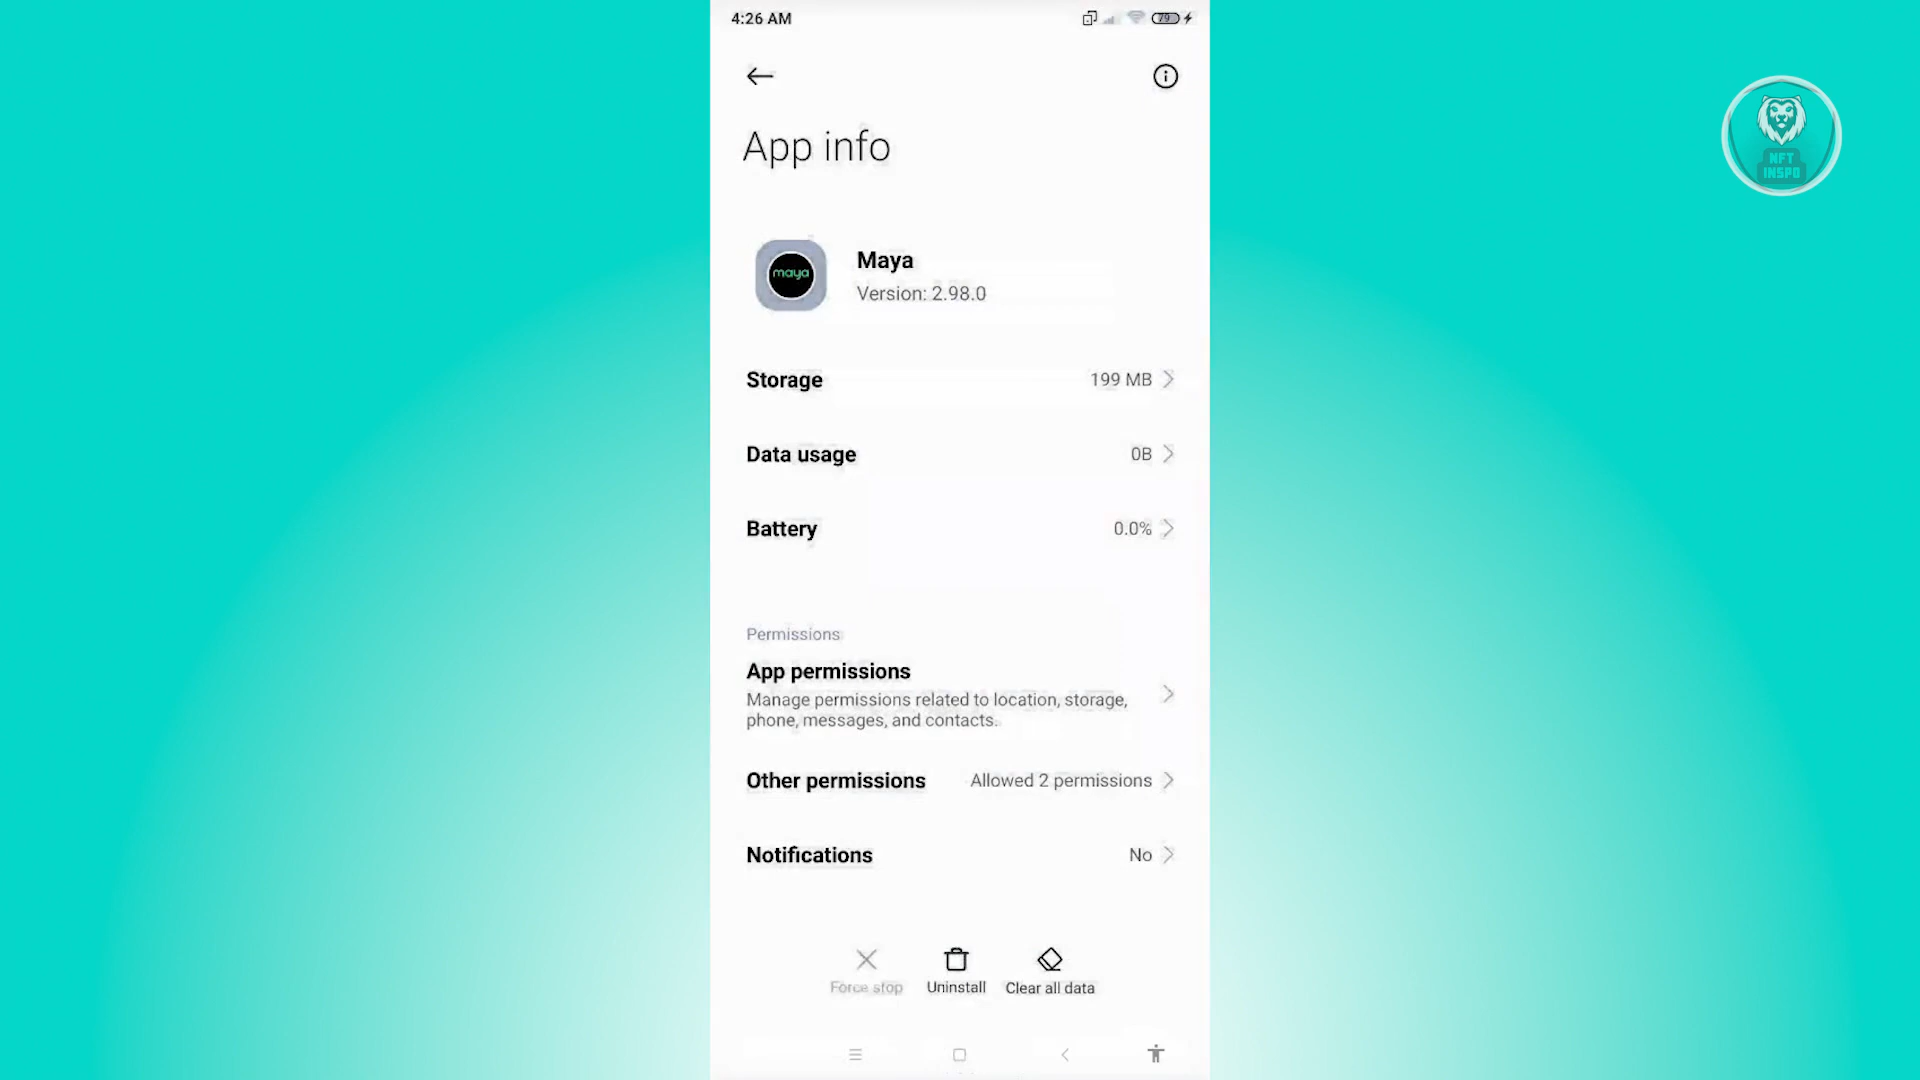 4:26 AM
79
App info
NFT
INSPO
maya
Maya
Version: 2.98.0
Storage
199 MB
Data usage
0B
Battery
0.0%
Permissions
App permissions
Manage permissions related to location, storage,
phone, messages, and contacts.
Other permissions
Allowed 2 permissions
Notifications
No
Force stop
Uninstall
Clear all data